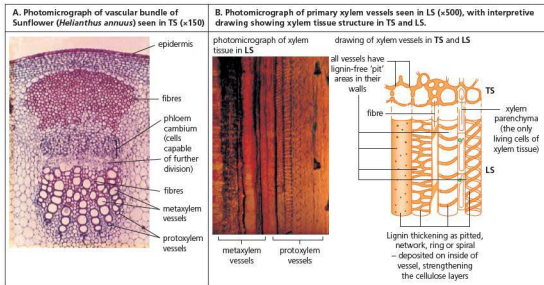 A. Photomicrograph of vascular bundle of
Sunflower (Helianthus annuus) seen in TS (×150)
epidermis
fibres
phloem
cambium
(cells
capable
of further
division)
fibres
metaxylem
vessels
protoxylem
vessels
B. Photomicrograph of primary xylem vessels seen in LS (×500), with interpretive
drawing showing xylem tissue structure in TS and LS.
photomicrograph of xylem
tissue in LS
metaxylem
vessels
protoxylem
vessels
drawing of xylem vessels in TS and LS
all vessels have
lignin-free ‘pit’
areas in their
walls
TS
fibre
xylem
parenchyma
(the only
living cells of
xylem tissue)
LS
Lignin thickening as pitted,
network, ring or spiral
– deposited on inside of
vessel, strengthening
the cellulose layers